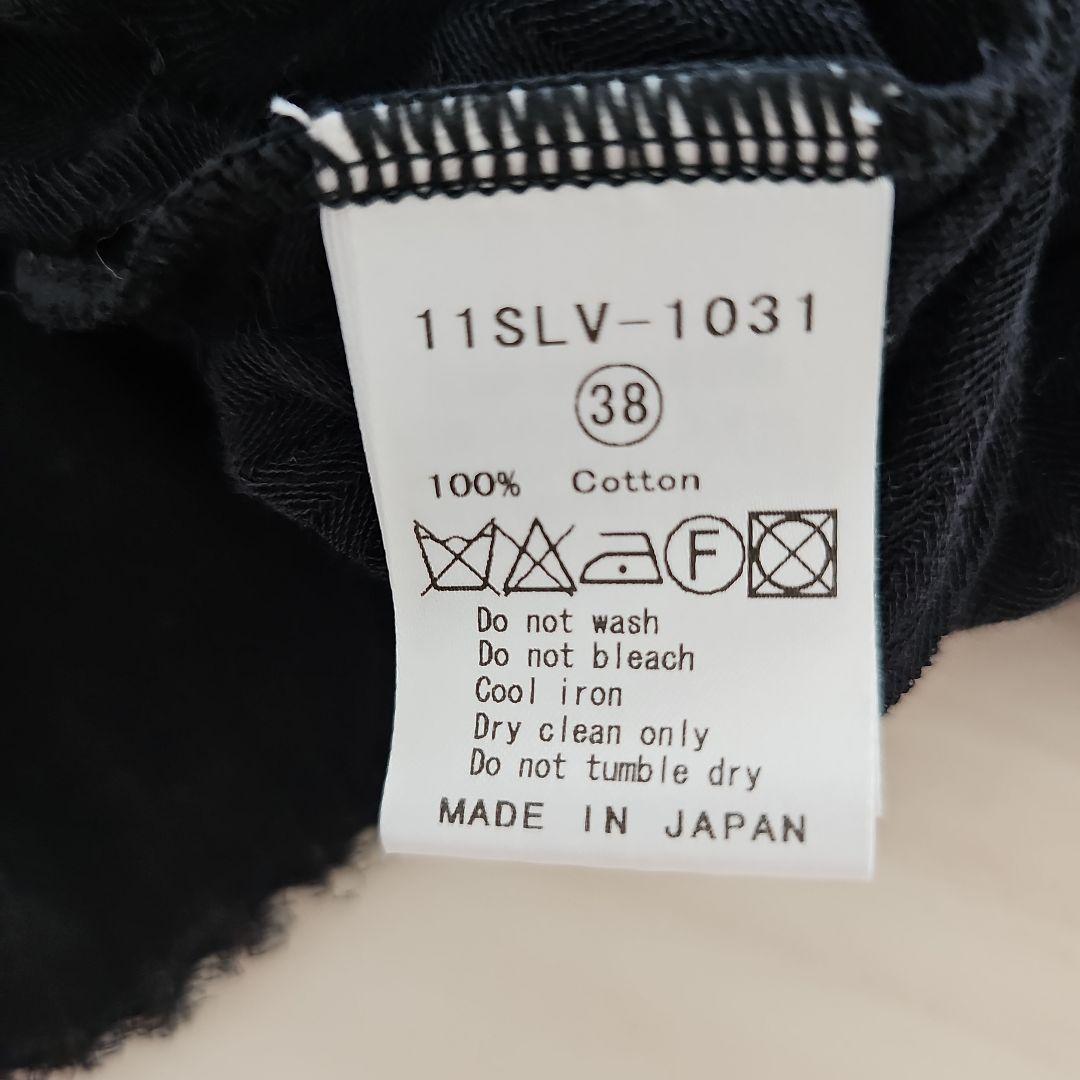 11SLV-1031
38
100% Cotton
F
Do not wash
Do not bleach
Cool iron
Dry clean only
Do not tumble dry
MADE IN JAPAN